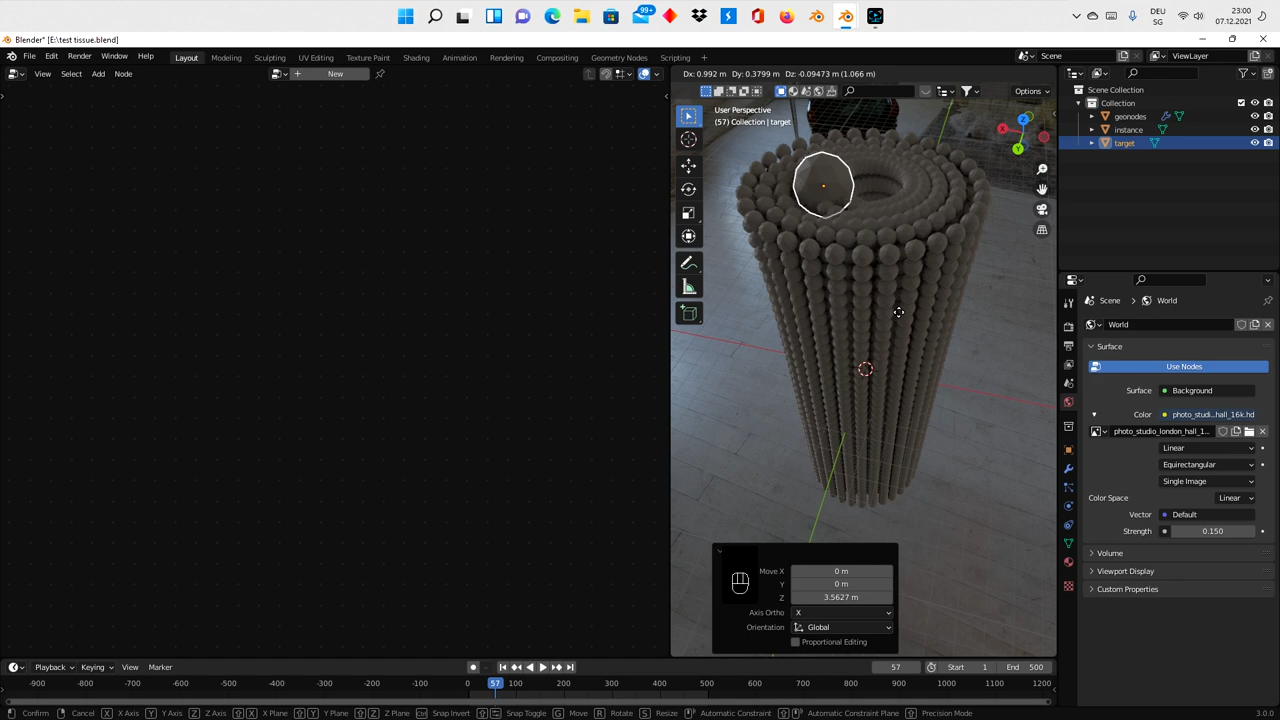 99+
DEU
SG
23:00
07.12.2021
Blender* [E:\test tissue.blend]
File Edit Render Window Help Layout Modeling Sculpting UV Editing Texture Paint Shading Animation Rendering Compositing Geometry Nodes Scripting + Scene ViewLayer
View Select Add Node New
Dx: 0.992 m Dy: 0.3799 m Dz: -0.09473 m (1.066 m)
Options
User Perspective
(57) Collection | target
X
Y
Z
Scene Collection
Collection
geonodes
instance
target
Scene > World
World
Surface
Use Nodes
Surface Background
Color photo_studi...hall_16k.hd
photo_studio_london_hall_1...
Linear
Equirectangular
Single Image
Color Space Linear
Vector Default
Strength 0.150
Volume
Viewport Display
Custom Properties
Move X 0 m
Y 0 m
Z 3.5627 m
Axis Ortho X
Orientation Global
Proportional Editing
Playback Keying View Marker 57 Start 1 End 500
-900 -800 -700 -600 -500 -400 -300 -200 -100 0 57 100 200 300 400 500 600 700 800 900 1000 1100 1200
Confirm Cancel X X Axis Y Y Axis Z Z Axis X X Plane Y Y Plane Z Z Plane Snap Invert Snap Toggle G Move R Rotate S Resize Automatic Constraint Automatic Constraint Plane Precision Mode 3.0.0